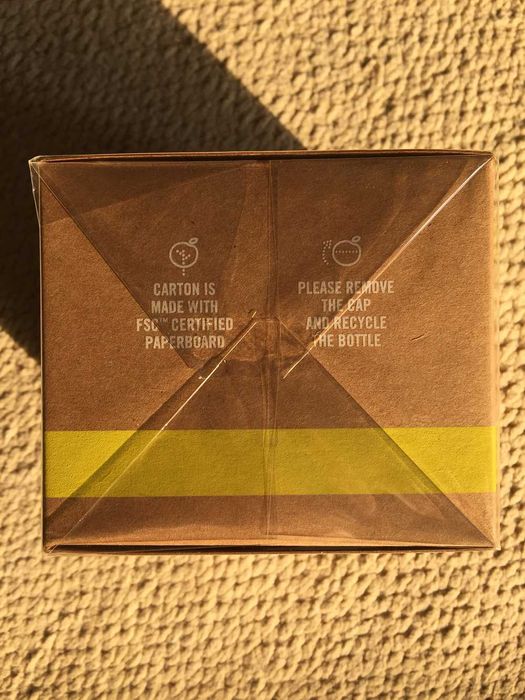 CARTON IS
MADE WITH
FSC™ CERTIFIED
PAPERBOARD
PLEASE REMOVE
THE CAP
AND RECYCLE
THE BOTTLE